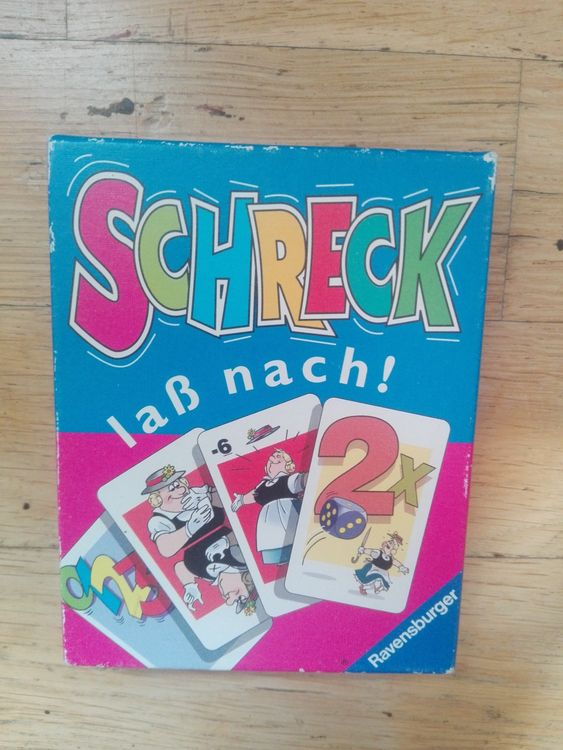 SCHRECK
laß nach!
-6
2x
Ravensburger